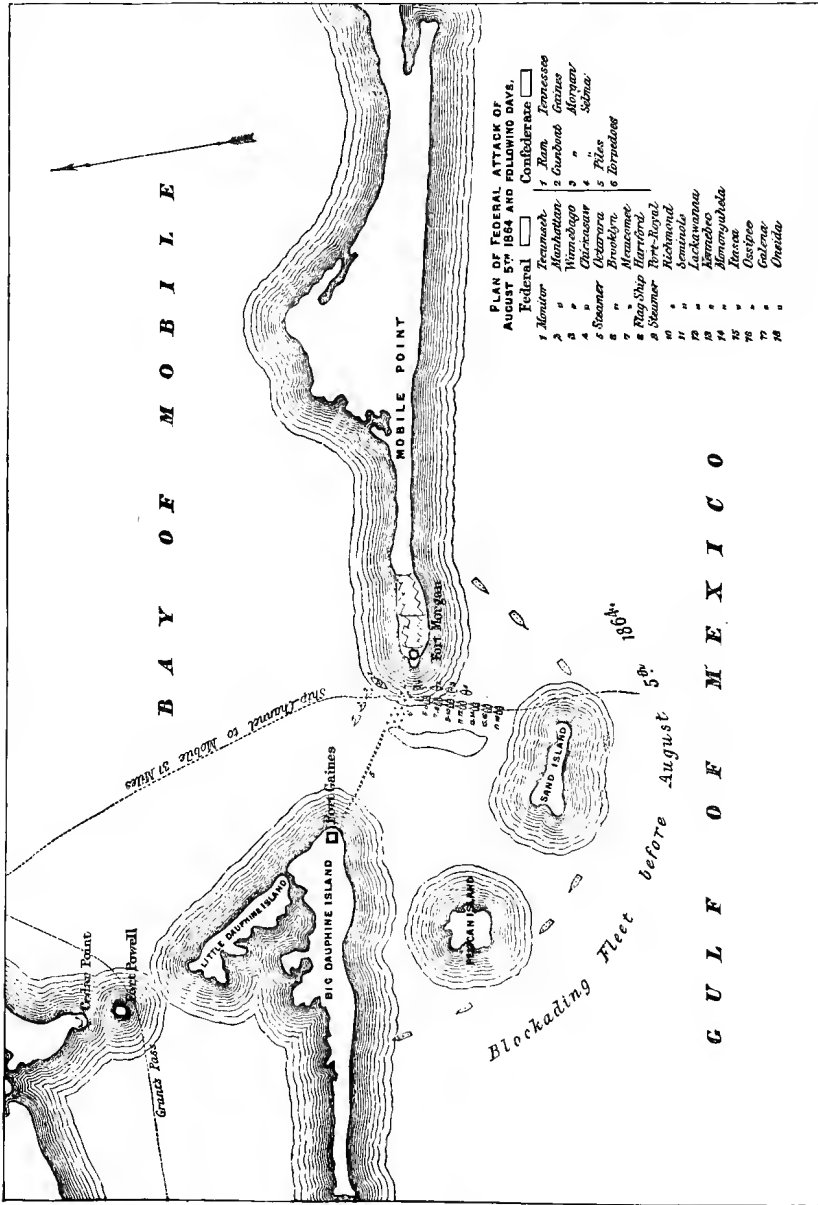 BAY OF MOBILE
Ship Channel to Mobile 31 Miles
Cedar Point
Fort Powell
Grant's Pass
LITTLE DAUPHINE ISLAND
BIG DAUPHINE ISLAND
Fort Gaines
MOBILE POINT
Fort Morgan
PELICAN ISLAND
SAND ISLAND
Blockading Fleet before August 5th 1864
GULF OF MEXICO
PLAN OF FEDERAL ATTACK OF
AUGUST 5TH 1864 AND FOLLOWING DAYS.
Federal
1 Monitor Tecumseh
2 " Manhattan
3 " Winnebago
4 " Chickasaw
5 Steamer Octarara
6 " Brooklyn
7 " Metacomet
8 Flag Ship Hartford
9 Steamer Port-Royal
10 " Richmond
11 " Seminole
12 " Lackawanna
13 " Kennebec
14 " Monongahela
15 " Itasca
16 " Ossipee
17 " Galena
18 " Oneida
Confederate
1 Ram Tennessee
2 Gunboat Gaines
3 " Morgan
4 " Selma
5 Piles
6 Torpedoes